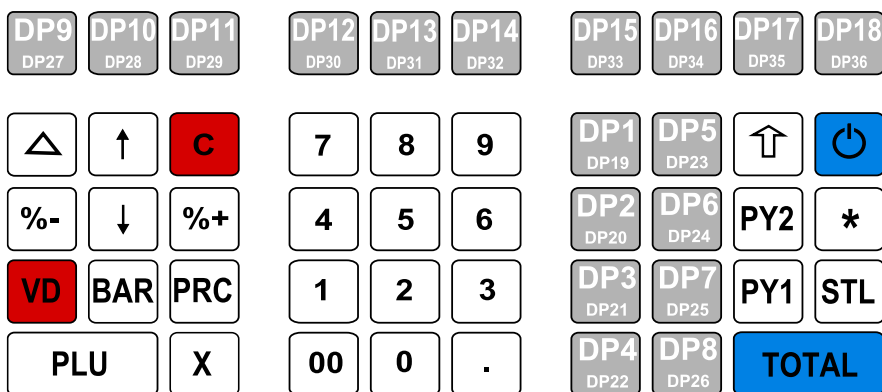 DP9 DP10 DP11 DP12 DP13 DP14 DP15 DP16 DP17 DP18
DP27 DP28 DP29 DP30 DP31 DP32 DP33 DP34 DP35 DP36
C 7 8 9 DP1 DP5
DP19 DP23
%- %+ 4 5 6 DP2 DP6 PY2 *
DP20 DP24
VD BAR PRC 1 2 3 DP3 DP7 PY1 STL
DP21 DP25
PLU X 00 0 . DP4 DP8 TOTAL
DP22 DP26